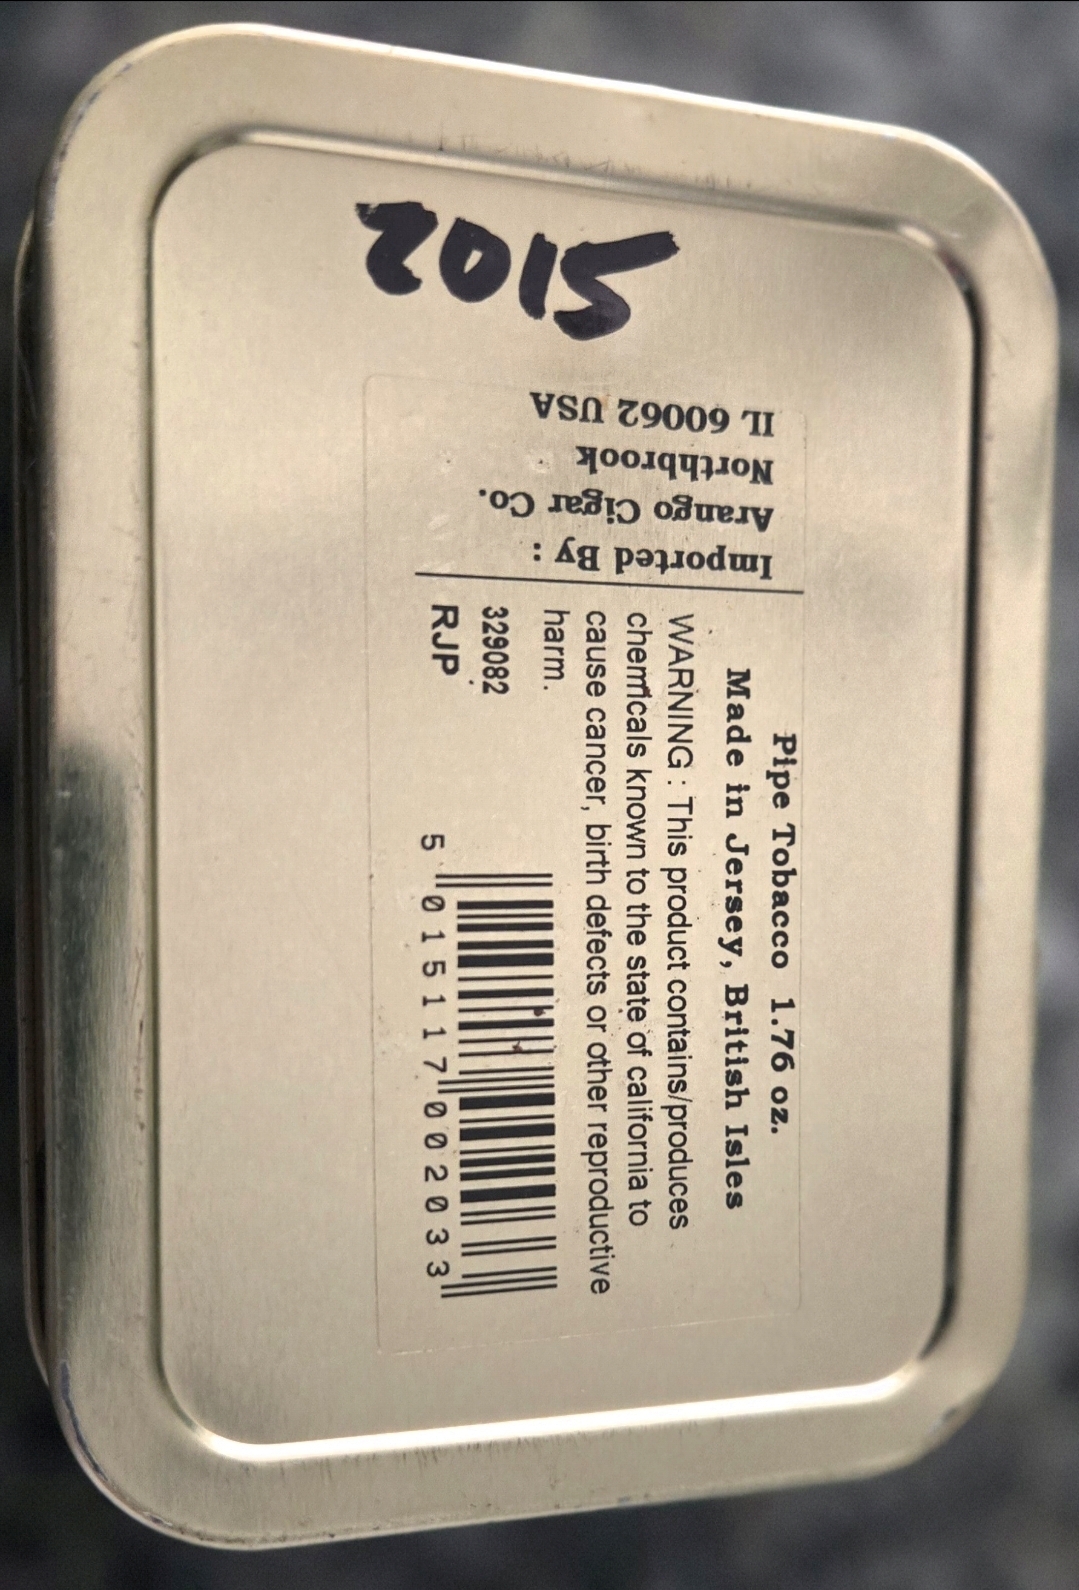 2015
Imported By :
Arango Cigar Co.
Northbrook
IL 60062 USA
Pipe Tobacco 1.76 oz.
Made in Jersey, British Isles
WARNING : This product contains/produces
chemicals known to the state of california to
cause cancer, birth defects or other reproductive
harm.
329082
RJP
5 015117 002033